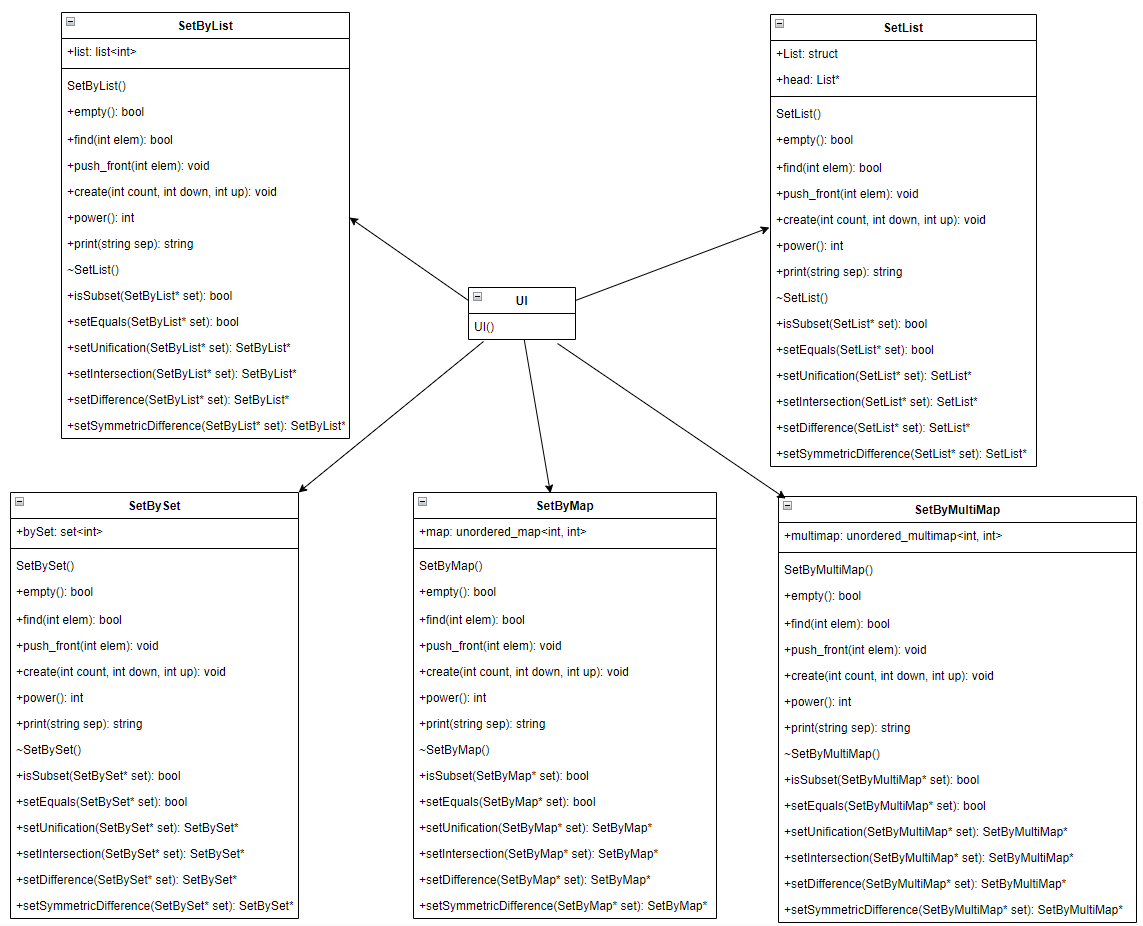 SetByList
+list: list<int>
SetByList()
+empty(): bool
+find(int elem): bool
+push_front(int elem): void
+create(int count, int down, int up): void
+power(): int
+print(string sep): string
~SetList()
+isSubset(SetByList* set): bool
+setEquals(SetByList* set): bool
+setUnification(SetByList* set): SetByList*
+setIntersection(SetByList* set): SetByList*
+setDifference(SetByList* set): SetByList*
+setSymmetricDifference(SetByList* set): SetByList*
SetList
+List: struct
+head: List*
SetList()
+empty(): bool
+find(int elem): bool
+push_front(int elem): void
+create(int count, int down, int up): void
+power(): int
+print(string sep): string
~SetList()
+isSubset(SetList* set): bool
+setEquals(SetList* set): bool
+setUnification(SetList* set): SetList*
+setIntersection(SetList* set): SetList*
+setDifference(SetList* set): SetList*
+setSymmetricDifference(SetList* set): SetList*
UI
UI()
SetBySet
+bySet: set<int>
SetBySet()
+empty(): bool
+find(int elem): bool
+push_front(int elem): void
+create(int count, int down, int up): void
+power(): int
+print(string sep): string
~SetBySet()
+isSubset(SetBySet* set): bool
+setEquals(SetBySet* set): bool
+setUnification(SetBySet* set): SetBySet*
+setIntersection(SetBySet* set): SetBySet*
+setDifference(SetBySet* set): SetBySet*
+setSymmetricDifference(SetBySet* set): SetBySet*
SetByMap
+map: unordered_map<int, int>
SetByMap()
+empty(): bool
+find(int elem): bool
+push_front(int elem): void
+create(int count, int down, int up): void
+power(): int
+print(string sep): string
~SetByMap()
+isSubset(SetByMap* set): bool
+setEquals(SetByMap* set): bool
+setUnification(SetByMap* set): SetByMap*
+setIntersection(SetByMap* set): SetByMap*
+setDifference(SetByMap* set): SetByMap*
+setSymmetricDifference(SetByMap* set): SetByMap*
SetByMultiMap
+multimap: unordered_multimap<int, int>
SetByMultiMap()
+empty(): bool
+find(int elem): bool
+push_front(int elem): void
+create(int count, int down, int up): void
+power(): int
+print(string sep): string
~SetByMultiMap()
+isSubset(SetByMultiMap* set): bool
+setEquals(SetByMultiMap* set): bool
+setUnification(SetByMultiMap* set): SetByMultiMap*
+setIntersection(SetByMultiMap* set): SetByMultiMap*
+setDifference(SetByMultiMap* set): SetByMultiMap*
+setSymmetricDifference(SetByMultiMap* set): SetByMultiMap*